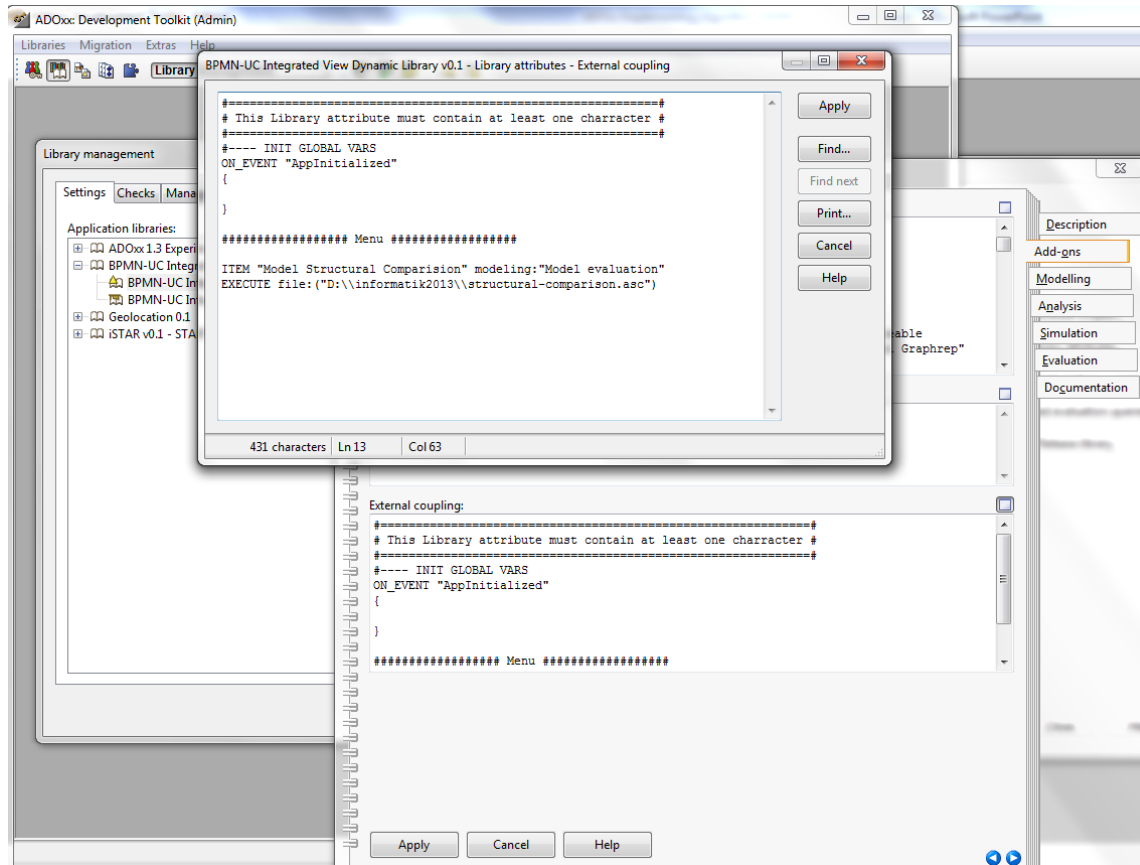 ADOxx: Development Toolkit (Admin)
Libraries Migration Extras Help
Library
BPMN-UC Integrated View Dynamic Library v0.1 - Library attributes - External coupling
#=============================================================#
# This Library attribute must contain at least one charracter #
#=============================================================#
#---- INIT GLOBAL VARS
ON_EVENT "AppInitialized"
{
}
################## Menu ##################
ITEM "Model Structural Comparision" modeling:"Model evaluation"
EXECUTE file:("D:\\informatik2013\\structural-comparison.asc")
Apply
Find...
Find next
Print...
Cancel
Help
431 characters Ln 13 Col 63
Library management
Settings Checks Mana
Application libraries:
ADOxx 1.3 Experi
BPMN-UC Integr
BPMN-UC In
BPMN-UC In
Geolocation 0.1
iSTAR v0.1 - STA
eable
Graphrep"
Description
Add-ons
Modelling
Analysis
Simulation
Evaluation
Documentation
External coupling:
#=============================================================#
# This Library attribute must contain at least one charracter #
#=============================================================#
#---- INIT GLOBAL VARS
ON_EVENT "AppInitialized"
{
}
################## Menu ##################
Apply Cancel Help